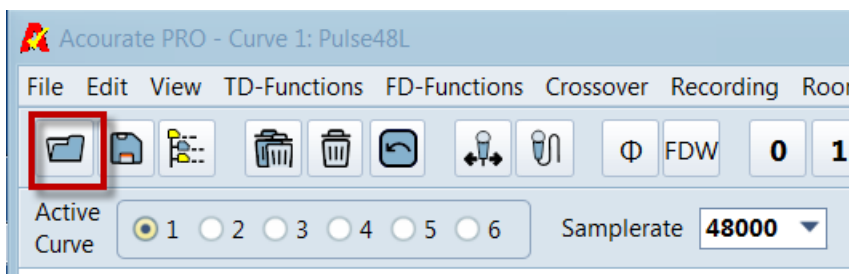 Acourate PRO - Curve 1: Pulse48L
File Edit View TD-Functions FD-Functions Crossover Recording Roor
Φ FDW 0 1
Active
Curve
1 2 3 4 5 6 Samplerate 48000